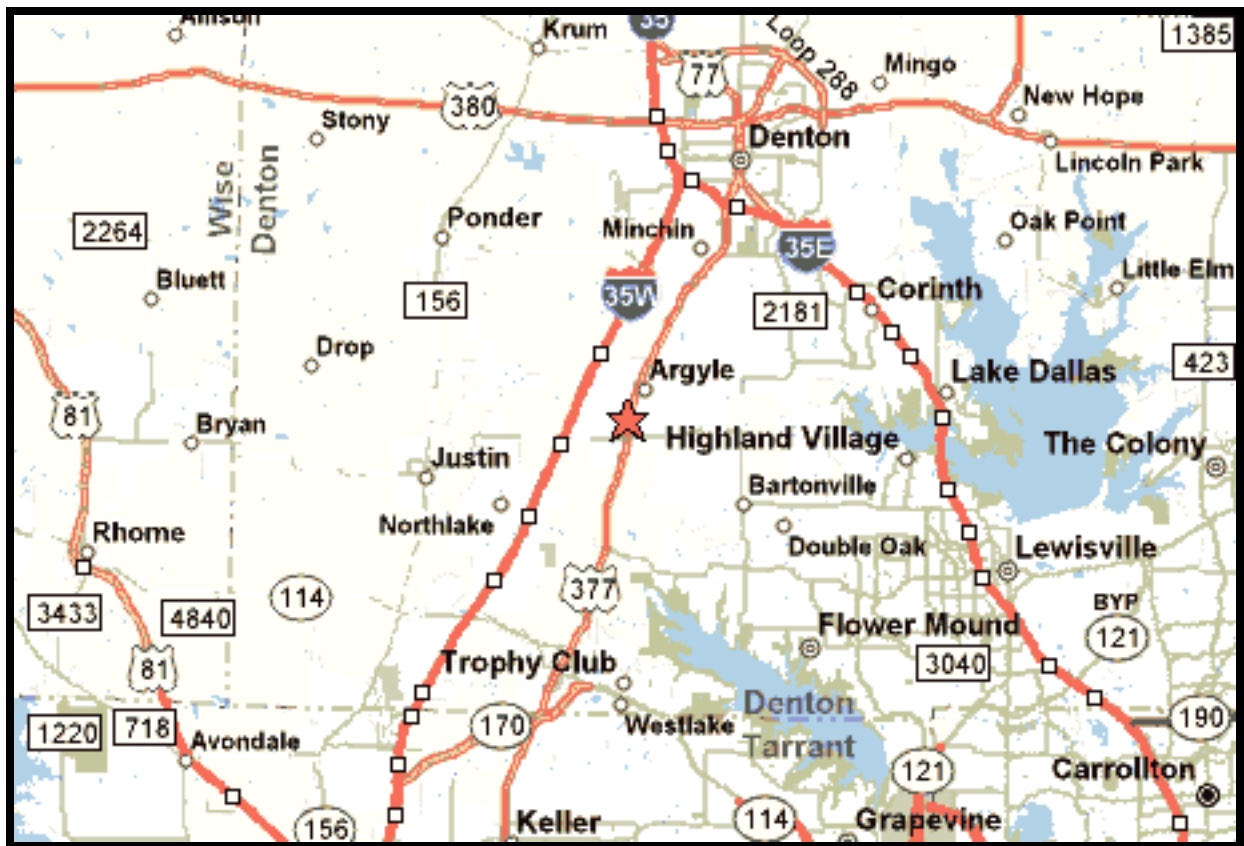 Allison
Krum
35
77
Loop 288
Mingo
1385
380
New Hope
Stony
Denton
Lincoln Park
Wise
Denton
2264
Ponder
Minchin
Oak Point
35E
Bluett
Little Elm
156
35W
2181
Corinth
Drop
Argyle
Lake Dallas
423
81
Bryan
Highland Village
The Colony
Justin
Bartonville
Northlake
Rhome
Double Oak
Lewisville
377
114
3433
4840
BYP
121
Flower Mound
81
Trophy Club
3040
Denton
1220
718
Avondale
170
Westlake
Tarrant
190
121
Carrollton
156
Keller
114
Grapevine